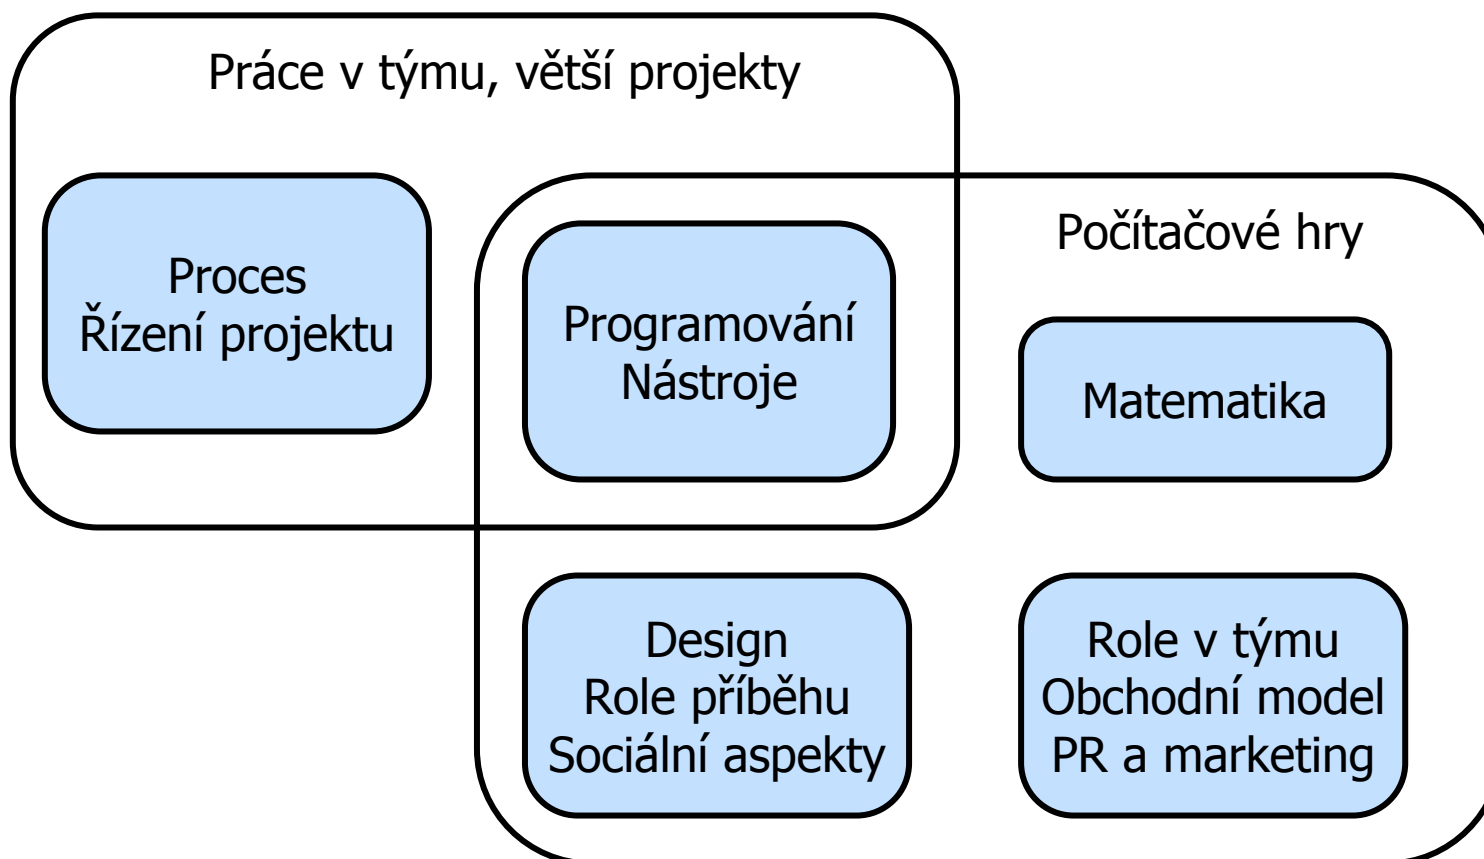 Práce v týmu, větší projekty
Proces
Řízení projektu
Programování
Nástroje
Počítačové hry
Matematika
Design
Role příběhu
Sociální aspekty
Role v týmu
Obchodní model
PR a marketing